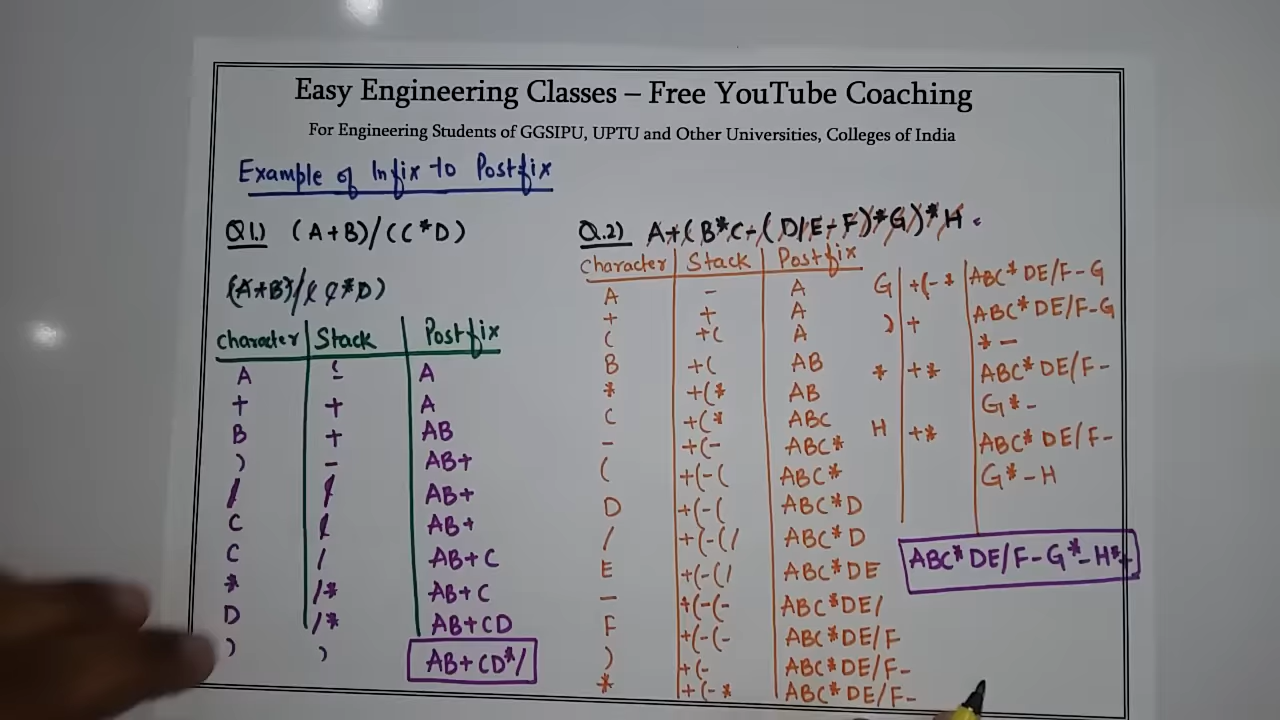 Easy Engineering Classes – Free YouTube Coaching
For Engineering Students of GGSIPU, UPTU and Other Universities, Colleges of India
Example of Infix to Postfix
Q1.) (A+B)/(C*D)
(A+B)/(C*D)
Character Stack Postfix
A A
+ + A
B + AB
) - AB+
/ / AB+
C AB+
C / AB+C
* /* AB+C
D /* AB+CD
) ) AB+CD*/
Q.2) A+(B*C-(D/E-F)*G)*H
Character Stack Postfix
A - A
+ + A
( +( A
B +( AB
* +(* AB
C +(* ABC
- +(- ABC*
( +(-( ABC*
D +(-( ABC*D
/ +(-(/ ABC*D
E +(-(/ ABC*DE
- +(-(- ABC*DE/
F +(-(- ABC*DE/F
) +(- ABC*DE/F-
* +(-* ABC*DE/F-
G +(-* ABC*DE/F-G
) + ABC*DE/F-G
*-
* +* ABC*DE/F-
G*-
H +* ABC*DE/F-
G*-H
ABC*DE/F-G*-H*+